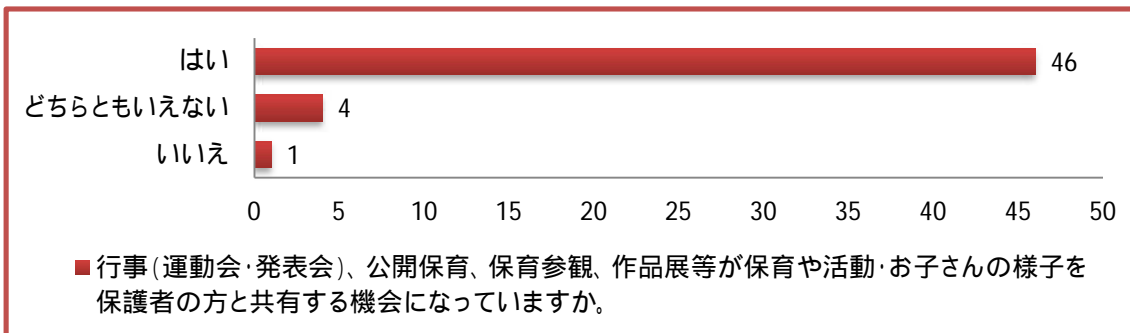 はい 46
どちらともいえない 4
いいえ 1
0 5 10 15 20 25 30 35 40 45 50
行事(運動会･発表会)､公開保育､保育参観､作品展等が保育や活動･お子さんの様子を
保護者の方と共有する機会になっていますか｡